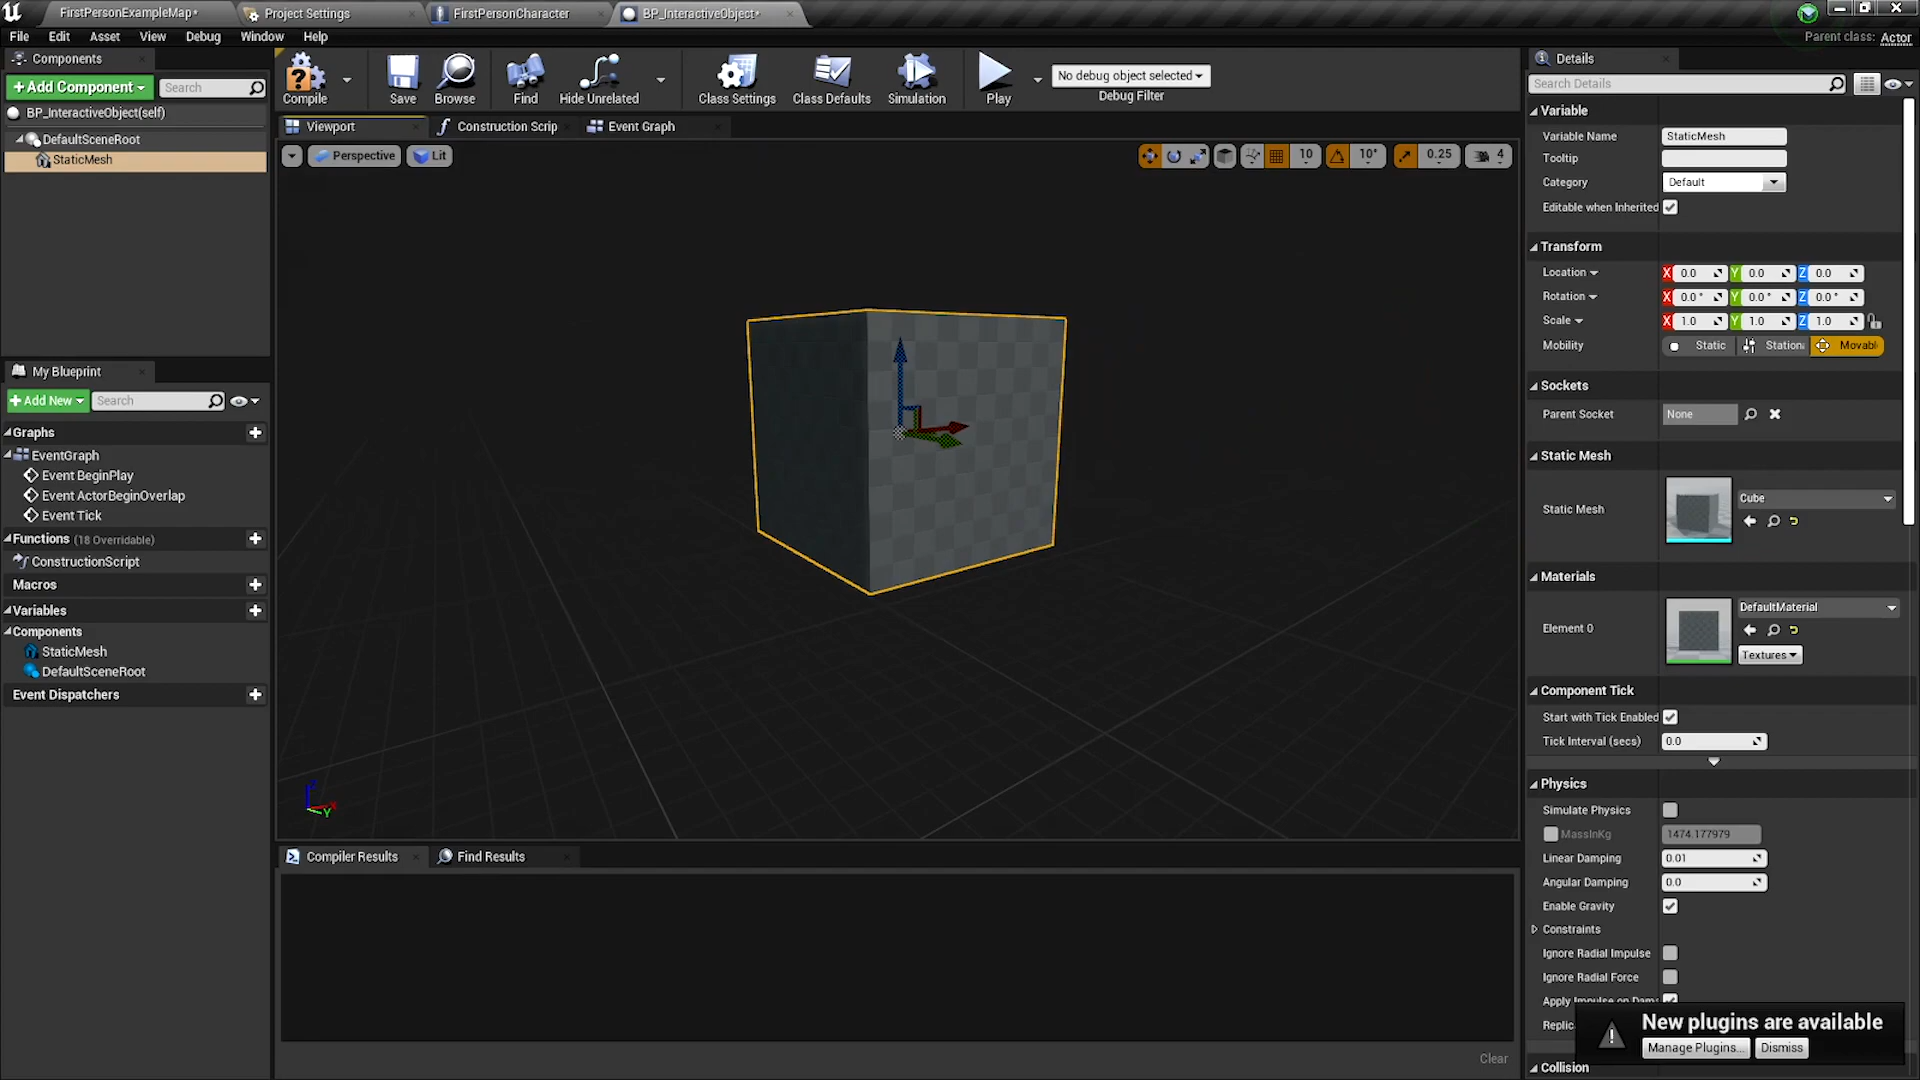 FirstPersonExampleMap*
Project Settings
FirstPersonCharacter
BP_InteractiveObject*
File Edit Asset View Debug Window Help
Parent class: Actor
Components
+Add Component
Search
BP_InteractiveObject(self)
DefaultSceneRoot
StaticMesh
My Blueprint
+Add New
Search
Graphs
EventGraph
Event BeginPlay
Event ActorBeginOverlap
Event Tick
Functions (18 Overridable)
ConstructionScript
Macros
Variables
Components
StaticMesh
DefaultSceneRoot
Event Dispatchers
Compile
Save
Browse
Find
Hide Unrelated
Class Settings
Class Defaults
Simulation
Play
No debug object selected
Debug Filter
Viewport
Construction Scrip
Event Graph
Perspective
Lit
10
10°
0.25
4
X
Y
Compiler Results
Find Results
Clear
Details
Search Details
Variable
Variable Name StaticMesh
Tooltip
Category Default
Editable when Inherited
Transform
Location X 0.0 Y 0.0 Z 0.0
Rotation X 0.0° Y 0.0° Z 0.0°
Scale X 1.0 Y 1.0 Z 1.0
Mobility Static Station Movabl
Sockets
Parent Socket None
Static Mesh
Static Mesh Cube
Materials
Element 0 DefaultMaterial
Textures
Component Tick
Start with Tick Enabled
Tick Interval (secs) 0.0
Physics
Simulate Physics
MassInKg 1474.177979
Linear Damping 0.01
Angular Damping 0.0
Enable Gravity
Constraints
Ignore Radial Impulse
Ignore Radial Force
Apply Impulse on Dam
Replic
New plugins are available
Manage Plugins...
Dismiss
Collision